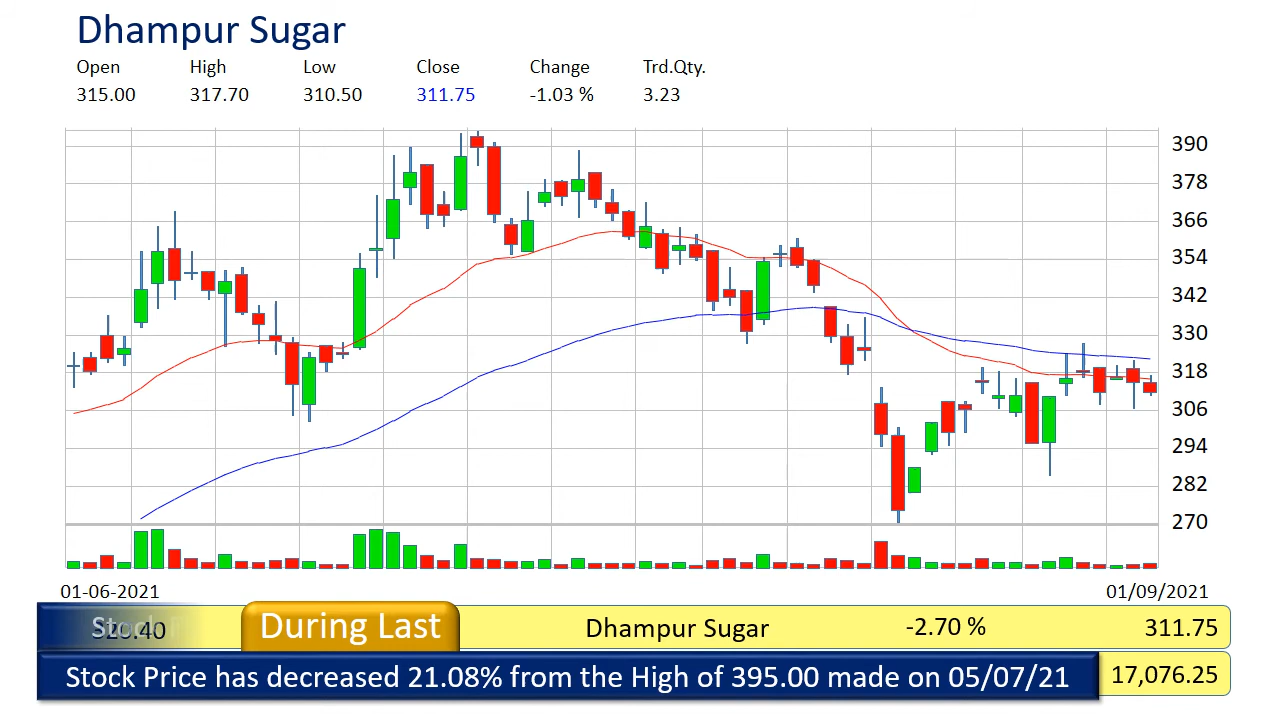 Dhampur Sugar
Open High Low Close Change Trd.Qty.
315.00 317.70 310.50 311.75 -1.03 % 3.23
390
378
366
354
342
330
318
306
294
282
270
01-06-2021 01/09/2021
During Last Dhampur Sugar -2.70 % 311.75
Stock Price has decreased 21.08% from the High of 395.00 made on 05/07/21 17,076.25